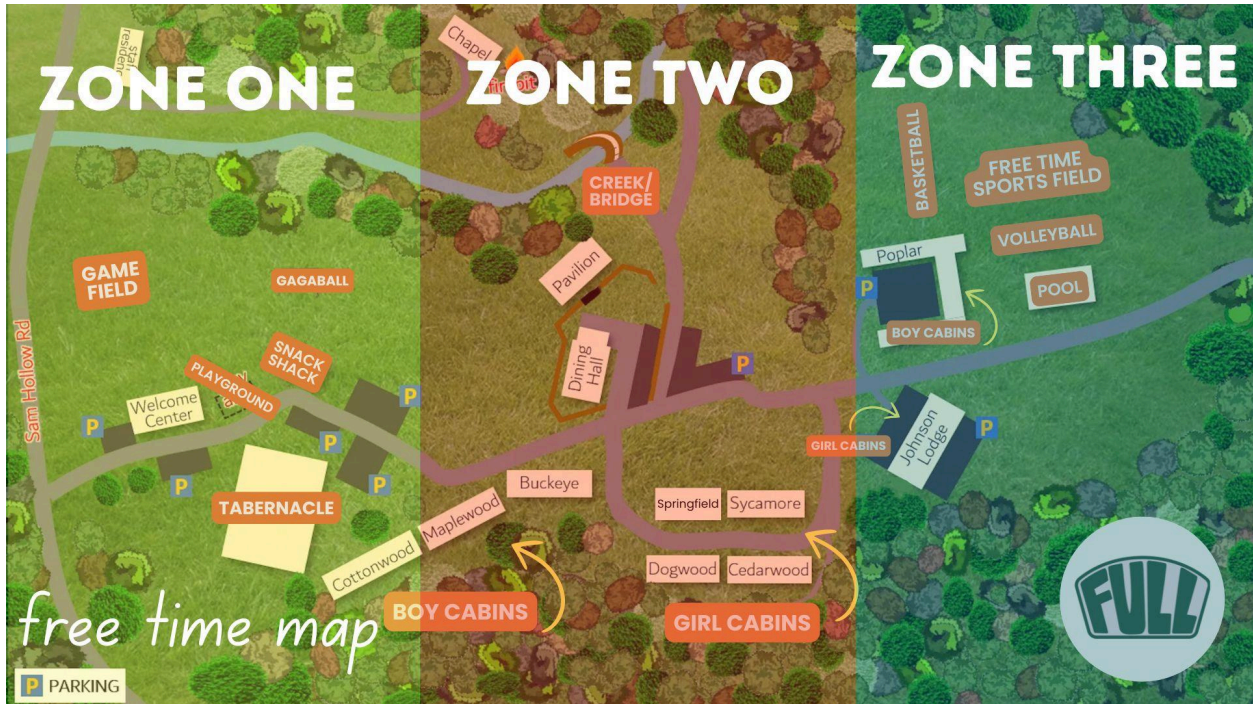 ZONE ONE
ZONE TWO
ZONE THREE
Chapel
fire pit
CREEK/
BRIDGE
BASKETBALL
FREE TIME
SPORTS FIELD
VOLLEYBALL
POOL
Poplar
P
BOY CABINS
GAME
FIELD
GAGABALL
Pavilion
Dining
Hall
P
Sam Hollow Rd
SNACK
SHACK
PLAYGROUND
Welcome
Center
P
P
P
P
P
TABERNACLE
GIRL CABINS
Johnson
Lodge
P
Buckeye
Maplewood
Cottonwood
Springfield
Sycamore
Dogwood
Cedarwood
BOY CABINS
GIRL CABINS
free time map
P PARKING
FULL